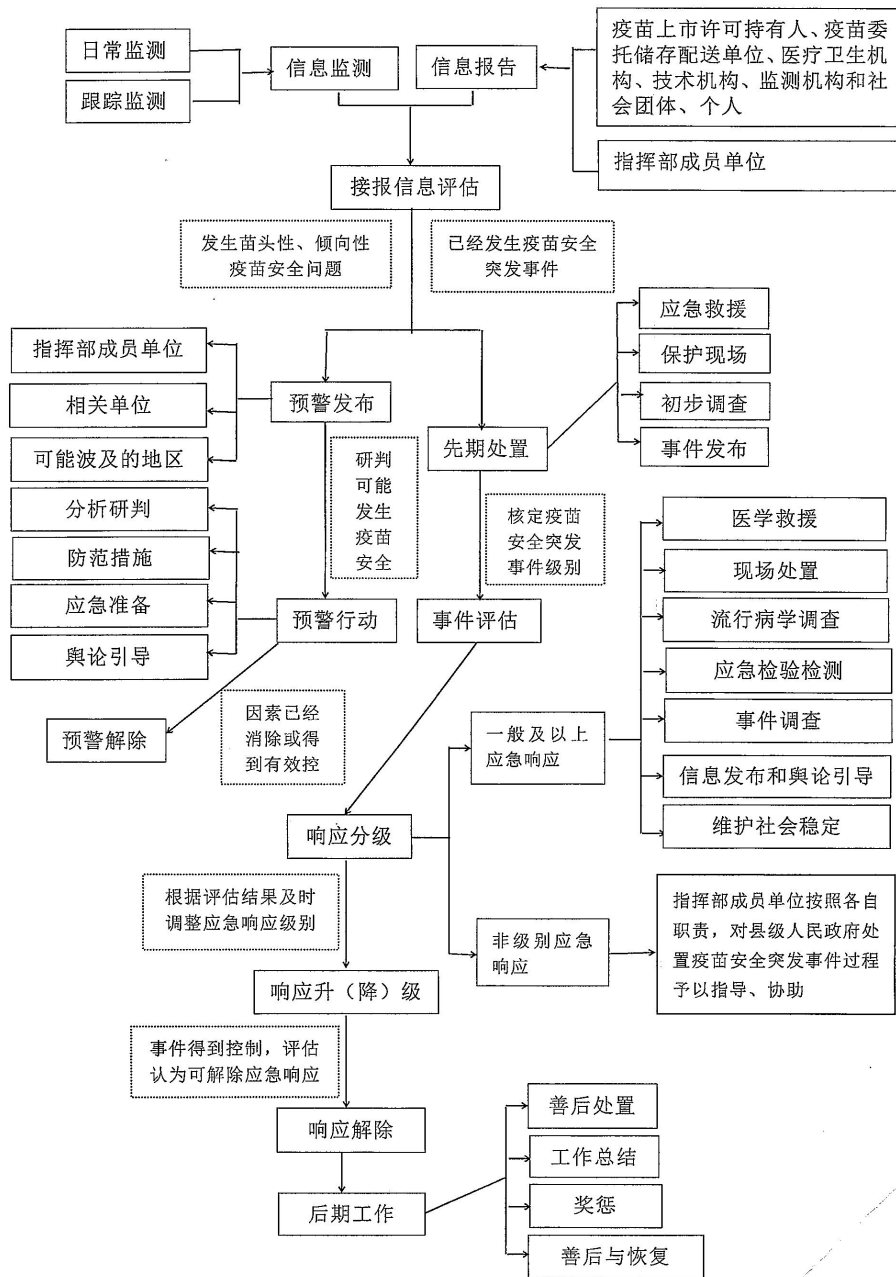 日常监测
跟踪监测
信息监测
信息报告
疫苗上市许可持有人、疫苗委
托储存配送单位、医疗卫生机
构、技术机构、监测机构和社
会团体、个人
指挥部成员单位
接报信息评估
发生苗头性、倾向性
疫苗安全问题
已经发生疫苗安全
突发事件
应急救援
保护现场
初步调查
事件发布
指挥部成员单位
相关单位
可能波及的地区
预警发布
先期处置
研判
可能
发生
疫苗
安全
核定疫苗
安全突发
事件级别
分析研判
防范措施
应急准备
舆论引导
预警行动
事件评估
医学救援
现场处置
流行病学调查
应急检验检测
事件调查
信息发布和舆论引导
维护社会稳定
预警解除
因素已经
消除或得
到有效控
一般及以上
应急响应
响应分级
根据评估结果及时
调整应急响应级别
非级别应急
响应
指挥部成员单位按照各自
职责，对县级人民政府处
置疫苗安全突发事件过程
予以指导、协助
响应升（降）级
事件得到控制，评估
认为可解除应急响应
响应解除
后期工作
善后处置
工作总结
奖惩
善后与恢复